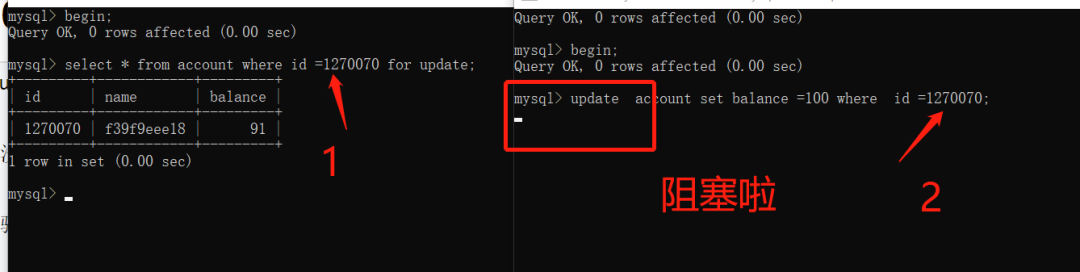 mysql> begin;
Query OK, 0 rows affected (0.00 sec)
mysql> select * from account where id =1270070 for update;
+---------+------------+---------+
| id | name | balance |
+---------+------------+---------+
| 1270070 | f39f9eee18 | 91 |
+---------+------------+---------+
1 row in set (0.00 sec)
mysql>
1
Query OK, 0 rows affected (0.00 sec)
mysql> begin;
Query OK, 0 rows affected (0.00 sec)
mysql> update account set balance =100 where id =1270070;
阻塞啦
2